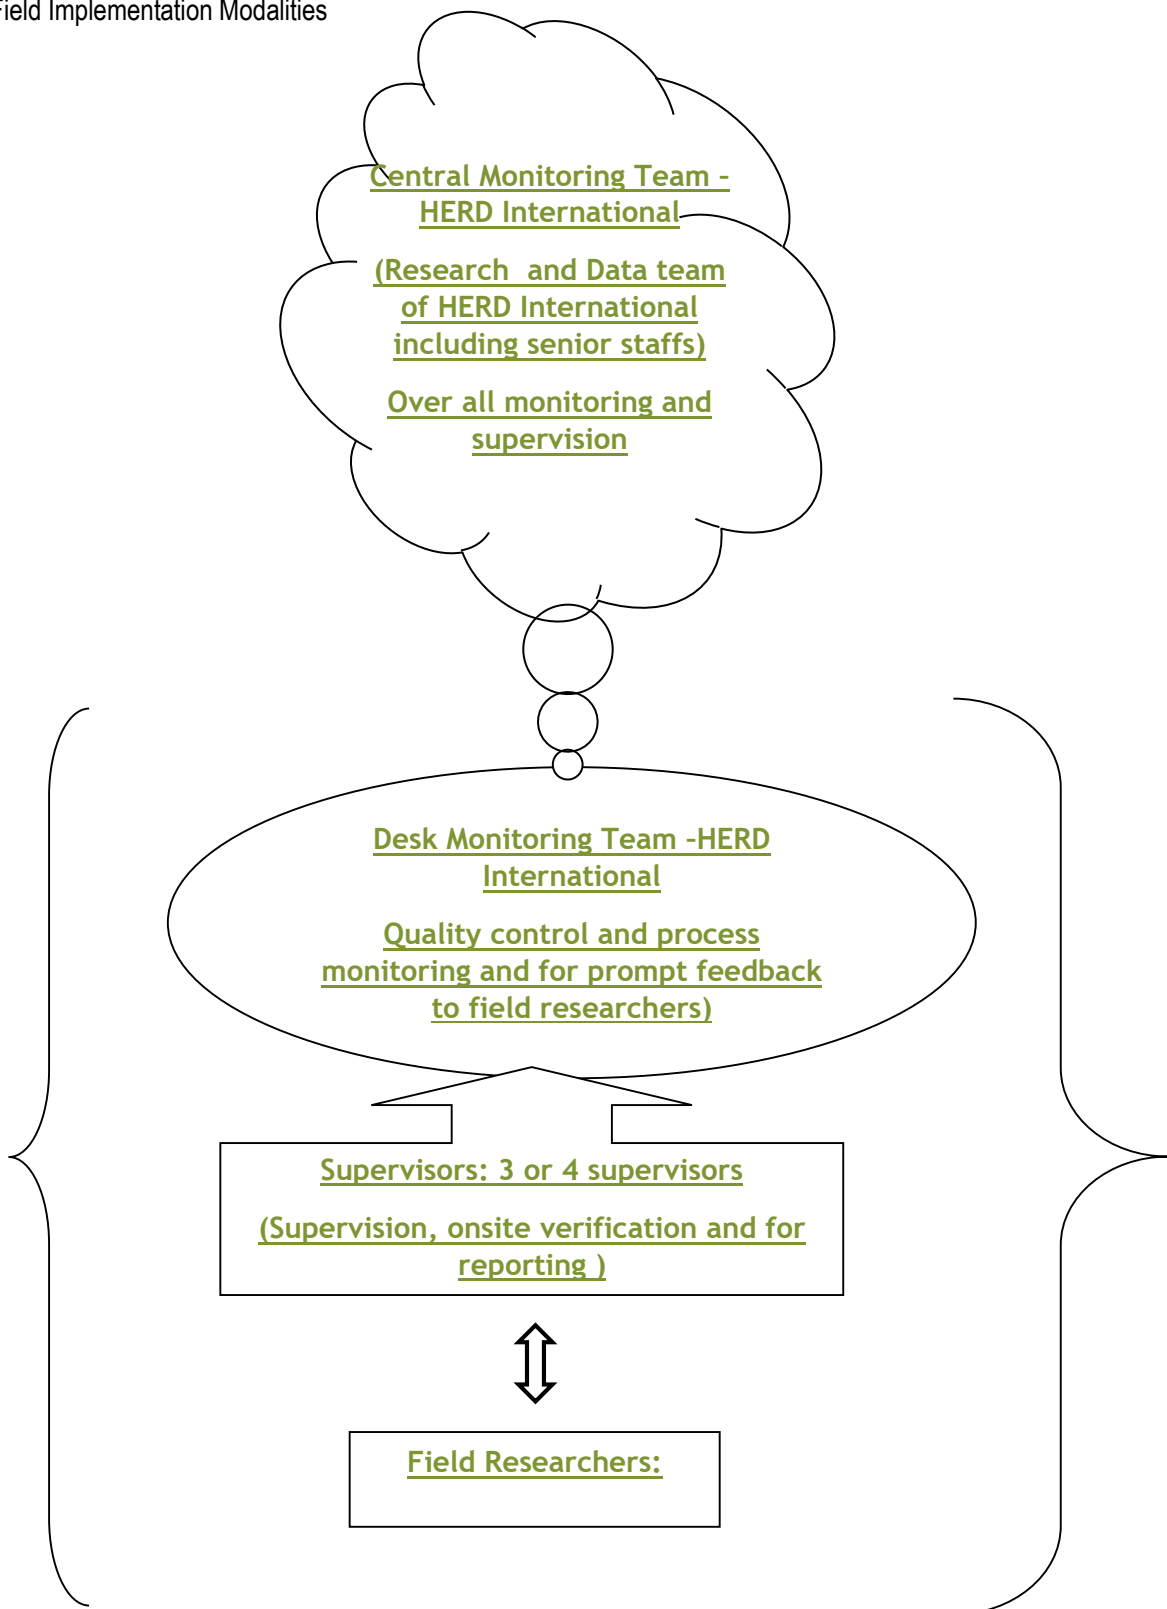 Field Implementation Modalities
Central Monitoring Team –
HERD International
(Research  and Data team
of HERD International
including senior staffs)
Over all monitoring and
supervision
Desk Monitoring Team –HERD
International
Quality control and process
monitoring and for prompt feedback
to field researchers)
Supervisors: 3 or 4 supervisors
(Supervision, onsite verification and for
reporting )
Field Researchers: